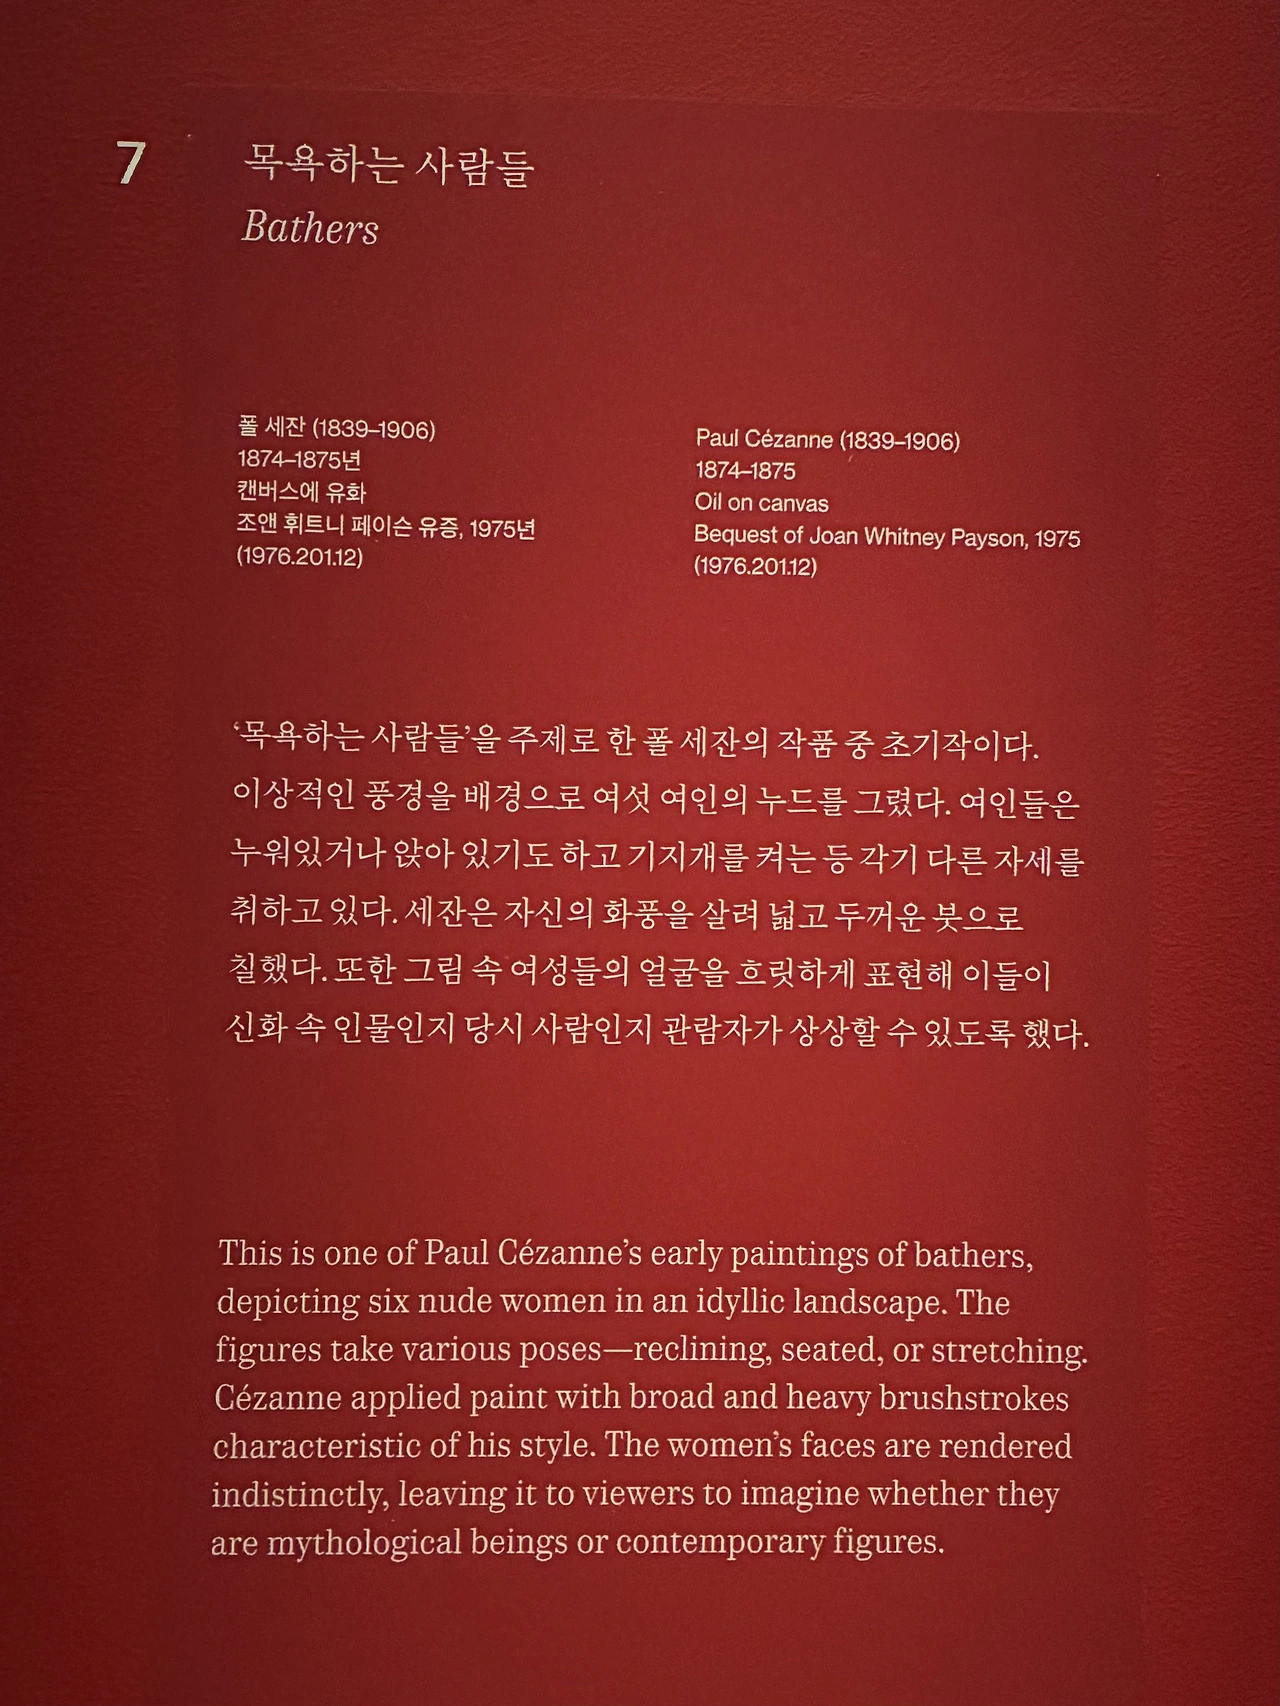 7
목욕하는 사람들
Bathers
폴 세잔 (1839–1906)
1874–1875년
캔버스에 유화
조앤 휘트니 페이슨 유증, 1975년
(1976.201.12)
Paul Cézanne (1839–1906)
1874–1875
Oil on canvas
Bequest of Joan Whitney Payson, 1975
(1976.201.12)
‘목욕하는 사람들’을 주제로 한 폴 세잔의 작품 중 초기작이다.
이상적인 풍경을 배경으로 여섯 여인의 누드를 그렸다. 여인들은
누워있거나 앉아 있기도 하고 기지개를 켜는 등 각기 다른 자세를
취하고 있다. 세잔은 자신의 화풍을 살려 넓고 두꺼운 붓으로
칠했다. 또한 그림 속 여성들의 얼굴을 흐릿하게 표현해 이들이
신화 속 인물인지 당시 사람인지 관람자가 상상할 수 있도록 했다.
This is one of Paul Cézanne’s early paintings of bathers,
depicting six nude women in an idyllic landscape. The
figures take various poses—reclining, seated, or stretching.
Cézanne applied paint with broad and heavy brushstrokes
characteristic of his style. The women’s faces are rendered
indistinctly, leaving it to viewers to imagine whether they
are mythological beings or contemporary figures.